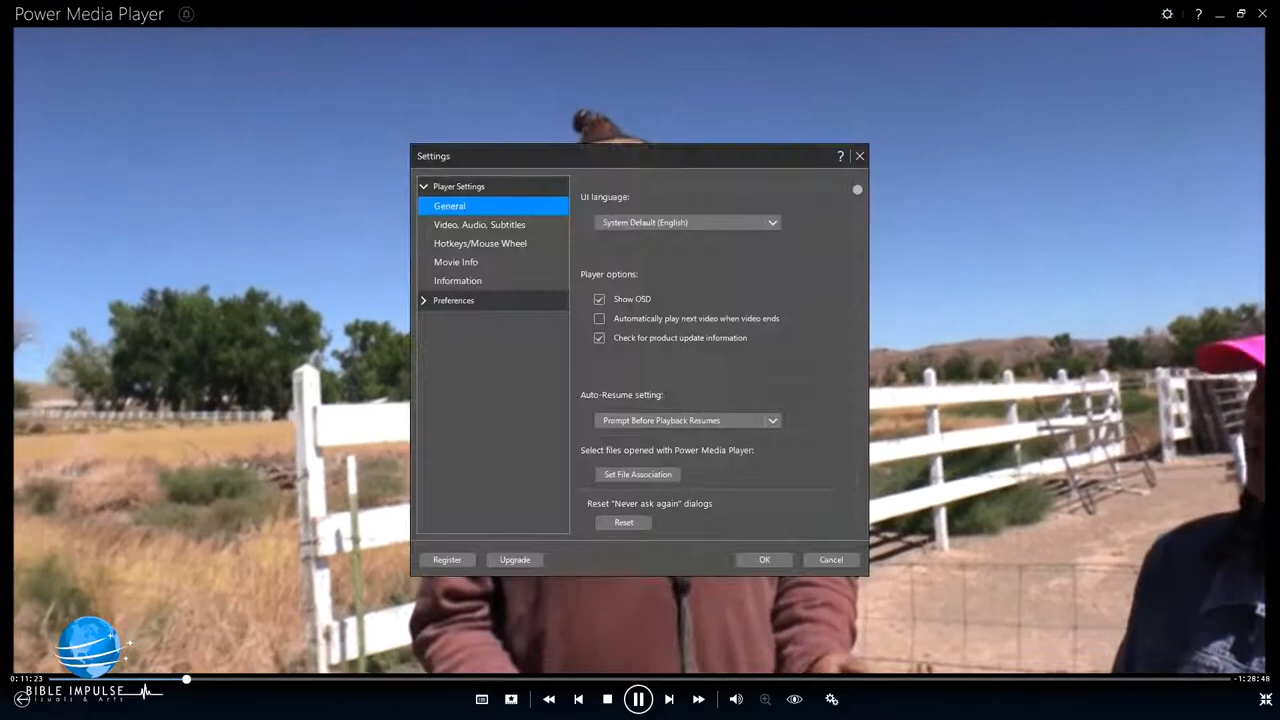 Power Media Player
Settings
Player Settings
General
Video, Audio, Subtitles
Hotkeys/Mouse Wheel
Movie Info
Information
Preferences
UI language:
System Default (English)
Player options:
Show OSD
Automatically play next video when video ends
Check for product update information
Auto-Resume setting:
Prompt Before Playback Resumes
Select files opened with Power Media Player:
Set File Association
Reset "Never ask again" dialogs
Reset
Register
Upgrade
OK
Cancel
0:11:23
-1:28:48
BIBLE IMPULSE
Visuals & Arts